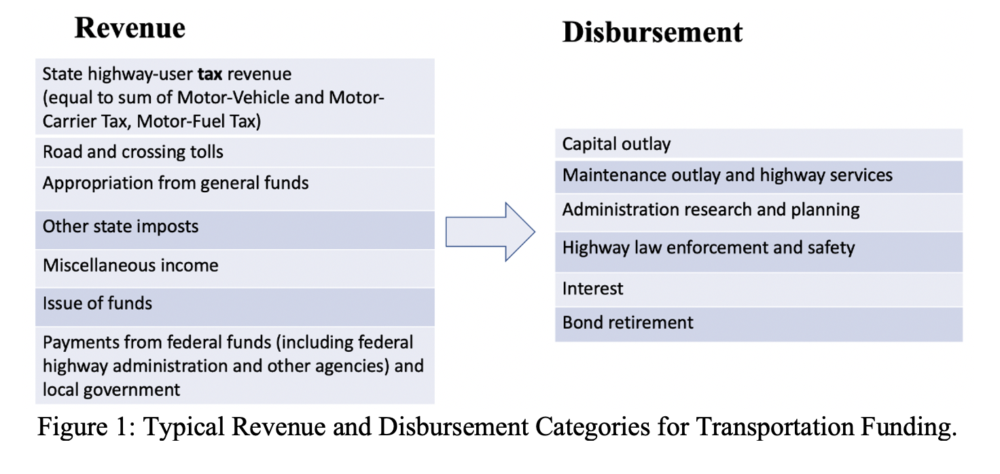 Revenue
State highway-user tax revenue
(equal to sum of Motor-Vehicle and Motor-
Carrier Tax, Motor-Fuel Tax)
Road and crossing tolls
Appropriation from general funds
Other state imposts
Miscellaneous income
Issue of funds
Payments from federal funds (including federal
highway administration and other agencies) and
local government
Disbursement
Capital outlay
Maintenance outlay and highway services
Administration research and planning
Highway law enforcement and safety
Interest
Bond retirement
Figure 1: Typical Revenue and Disbursement Categories for Transportation Funding.